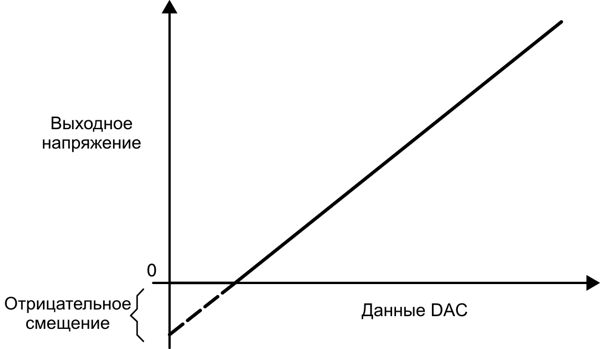 Выходное
напряжение
0
Отрицательное
смещение
Данные DAC